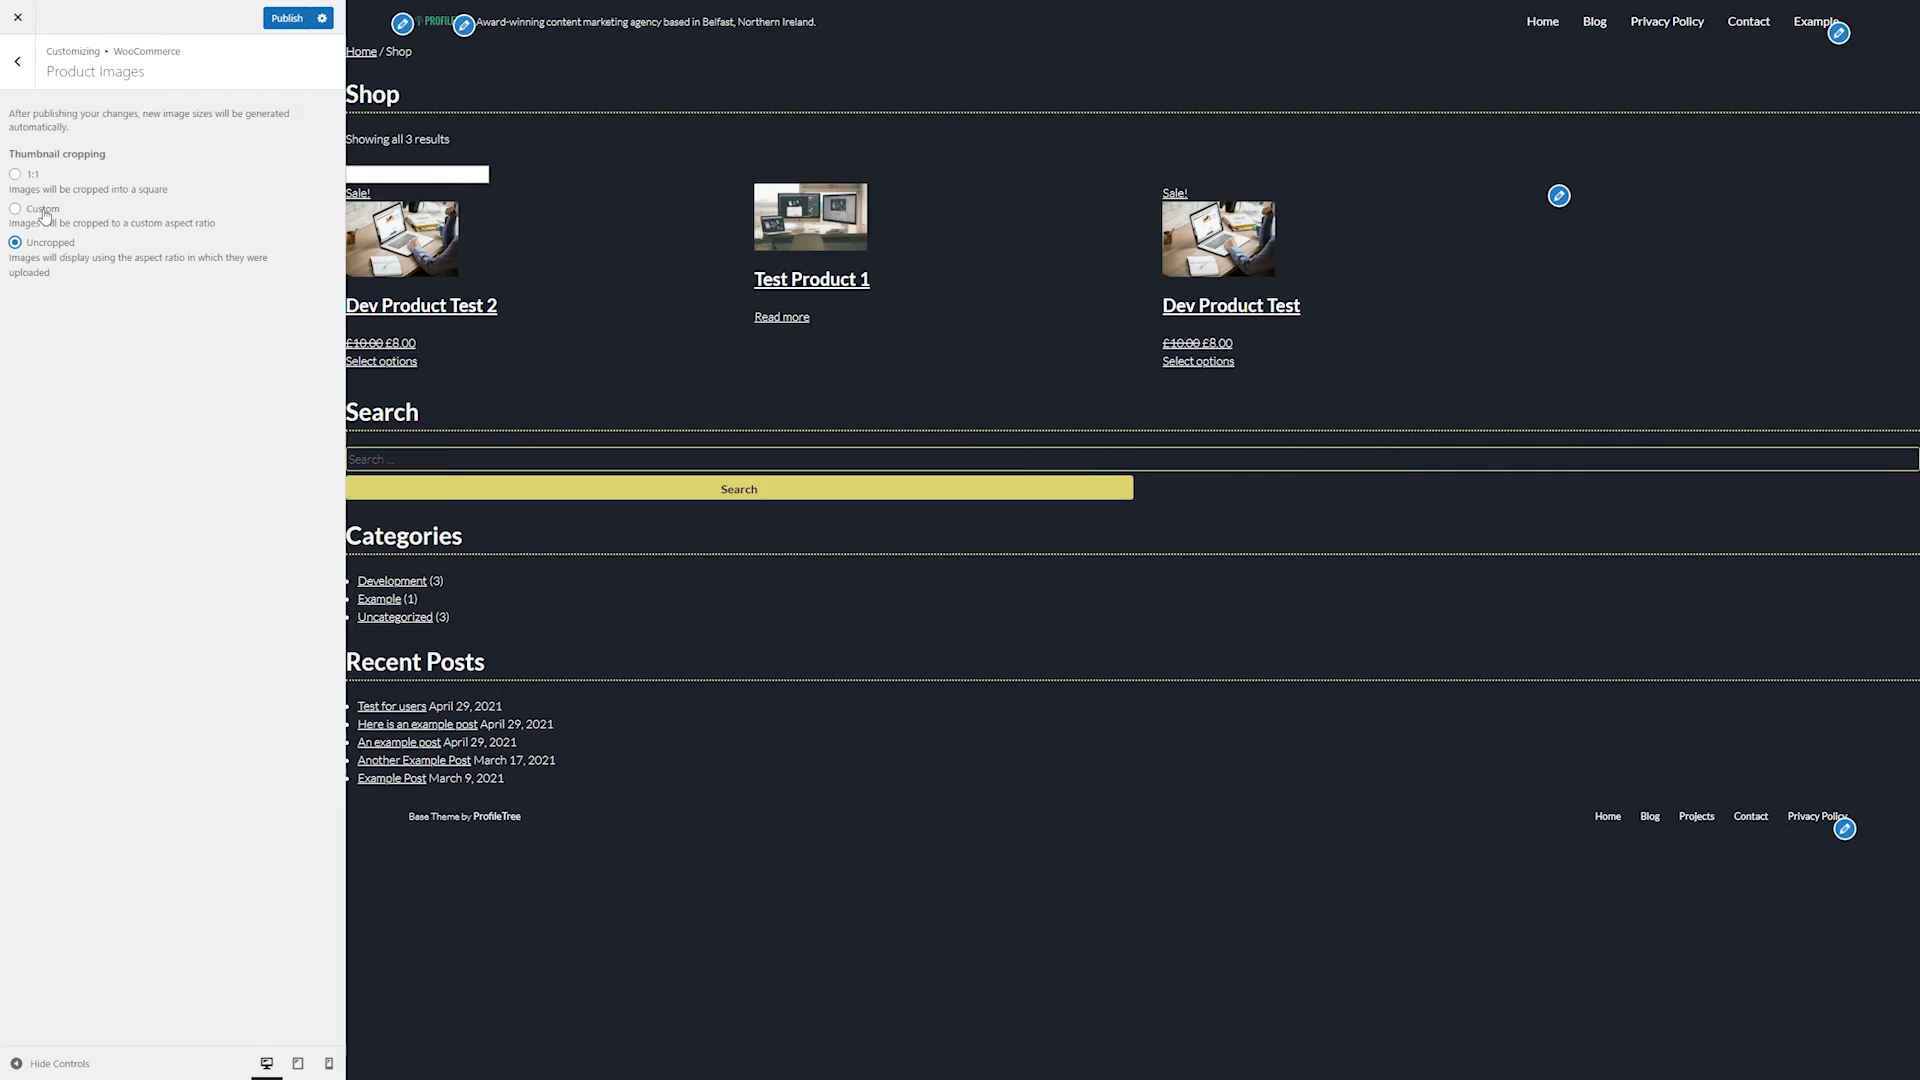 Publish
Customizing ▸ WooCommerce
Product Images
After publishing your changes, new image sizes will be generated
automatically.
Thumbnail cropping
1:1
Images will be cropped into a square
Custom
Images will be cropped to a custom aspect ratio
Uncropped
Images will display using the aspect ratio in which they were
uploaded
Hide Controls
PROFILE
Award-winning content marketing agency based in Belfast, Northern Ireland.
Home Blog Privacy Policy Contact Example
Home / Shop
Shop
Showing all 3 results
Sale!
Dev Product Test 2
£10.00 £8.00
Select options
Test Product 1
Read more
Sale!
Dev Product Test
£10.00 £8.00
Select options
Search
Search ...
Search
Categories
Development (3)
Example (1)
Uncategorized (3)
Recent Posts
Test for users April 29, 2021
Here is an example post April 29, 2021
An example post April 29, 2021
Another Example Post March 17, 2021
Example Post March 9, 2021
Base Theme by ProfileTree
Home Blog Projects Contact Privacy Policy